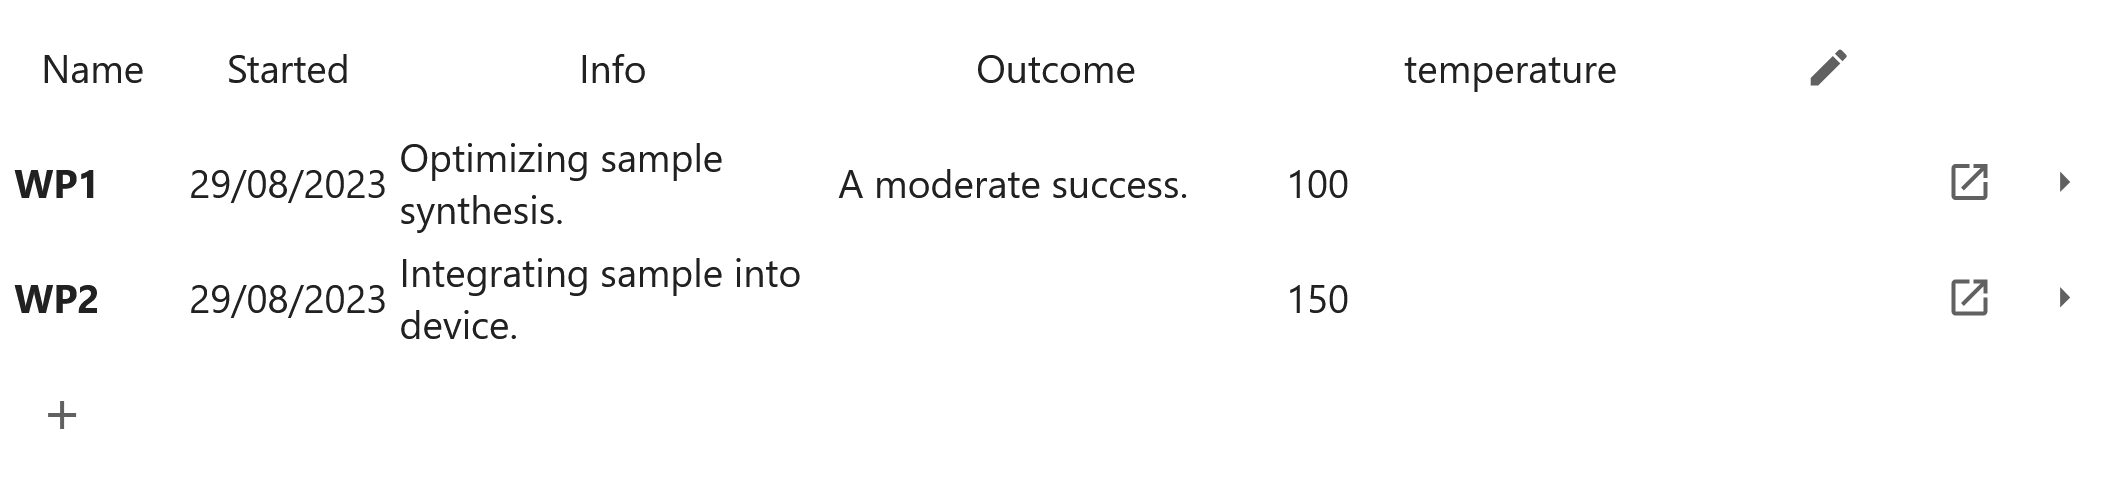 Name Started Info Outcome temperature
WP1 29/08/2023 Optimizing sample synthesis. A moderate success. 100
WP2 29/08/2023 Integrating sample into device. 150
+